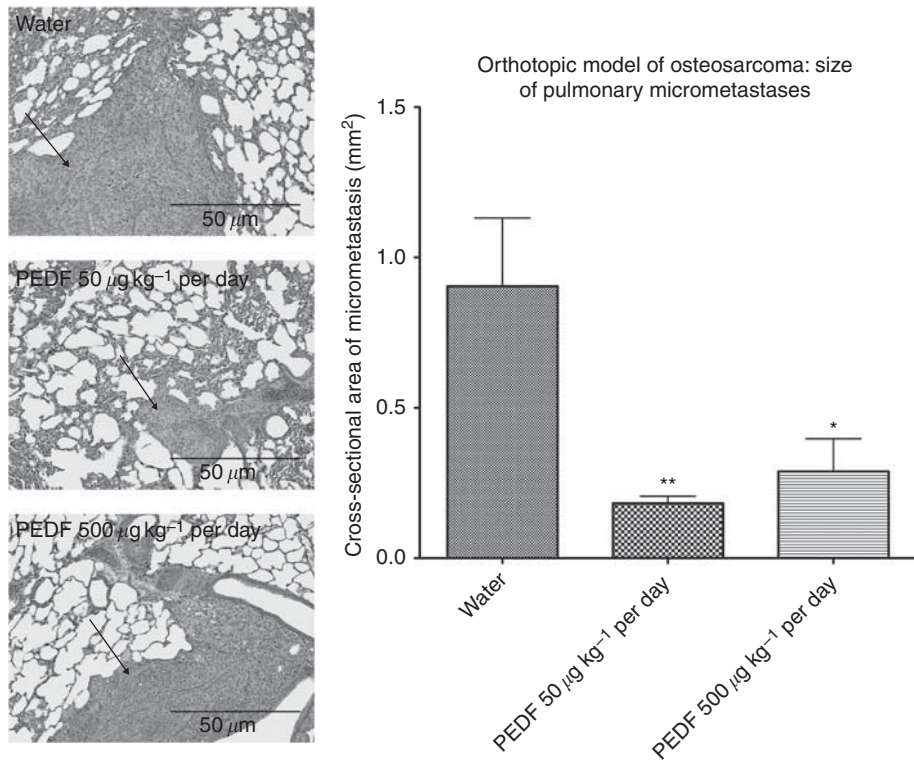 Water
50 μm
PEDF 50 μg kg⁻¹ per day
50 μm
PEDF 500 μg kg⁻¹ per day
50 μm
Orthotopic model of osteosarcoma: size
of pulmonary micrometastases
Cross-sectional area of micrometastasis (mm²)
1.5
1.0
0.5
0.0
**
*
Water
PEDF 50 μg kg⁻¹ per day
PEDF 500 μg kg⁻¹ per day